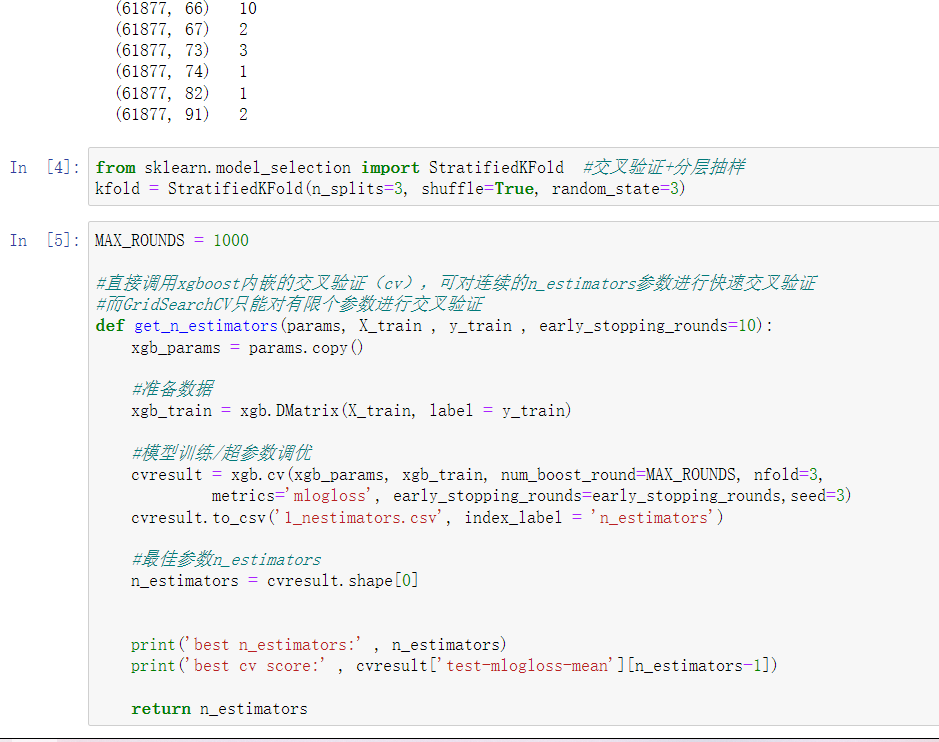 (61877, 66) 10
(61877, 67) 2
(61877, 73) 3
(61877, 74) 1
(61877, 82) 1
(61877, 91) 2
In [4]: from sklearn.model_selection import StratifiedKFold #交叉验证+分层抽样
kfold = StratifiedKFold(n_splits=3, shuffle=True, random_state=3)
In [5]: MAX_ROUNDS = 1000
#直接调用xgboost内嵌的交叉验证（cv），可对连续的n_estimators参数进行快速交叉验证
#而GridSearchCV只能对有限个参数进行交叉验证
def get_n_estimators(params, X_train , y_train , early_stopping_rounds=10):
xgb_params = params.copy()
#准备数据
xgb_train = xgb.DMatrix(X_train, label = y_train)
#模型训练/超参数调优
cvresult = xgb.cv(xgb_params, xgb_train, num_boost_round=MAX_ROUNDS, nfold=3,
metrics='mlogloss', early_stopping_rounds=early_stopping_rounds,seed=3)
cvresult.to_csv('1_nestimators.csv', index_label = 'n_estimators')
#最佳参数n_estimators
n_estimators = cvresult.shape[0]
print('best n_estimators:' , n_estimators)
print('best cv score:' , cvresult['test-mlogloss-mean'][n_estimators-1])
return n_estimators